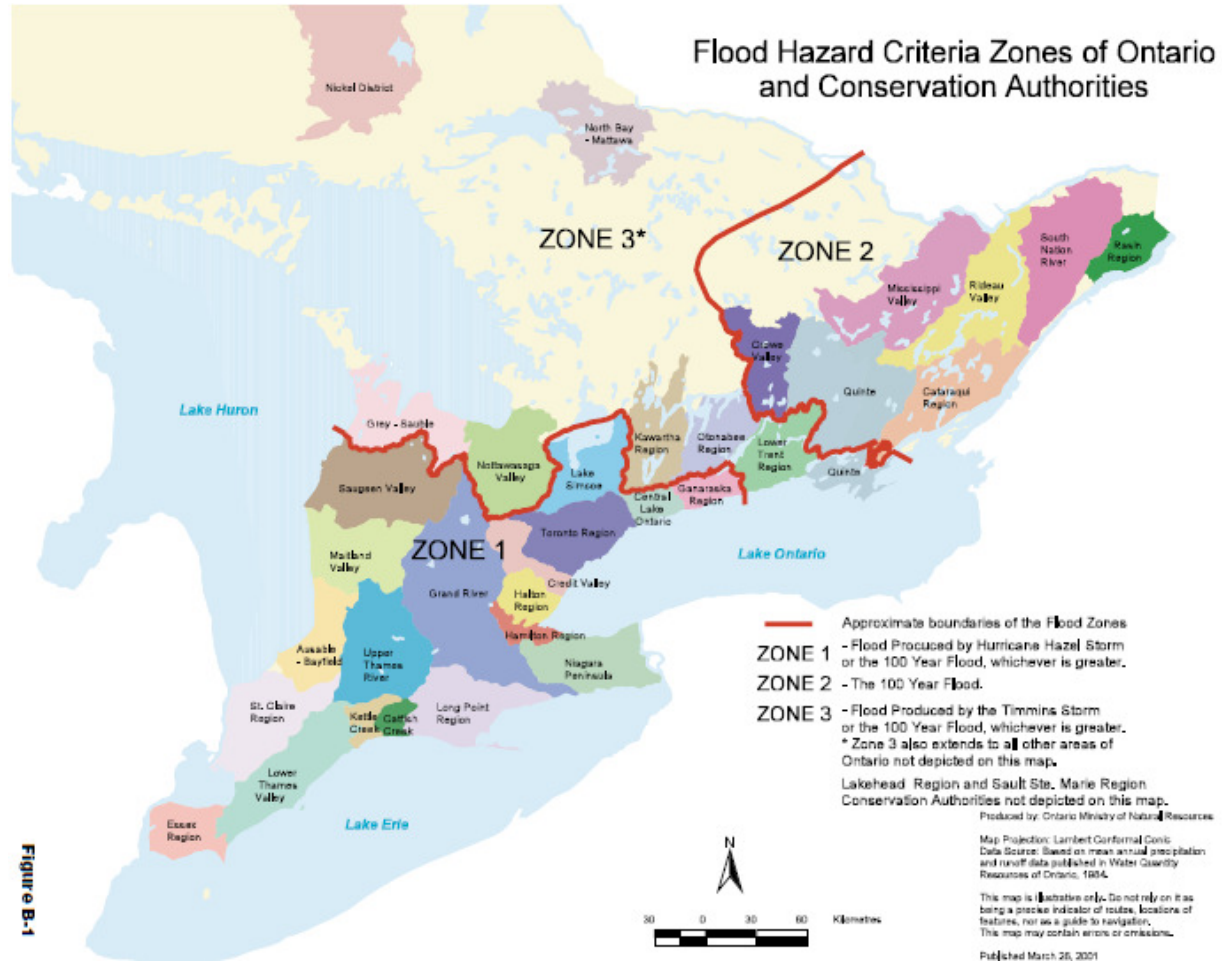 Flood Hazard Criteria Zones of Ontario
and Conservation Authorities
Nickel District
North Bay
- Mattawa
ZONE 3*
ZONE 2
South
Nation
River
Rasin
Region
Mississippi
Valley
Rideau
Valley
Crowe
Valley
Quinte
Cataraqui
Region
Lake Huron
Grey - Sauble
Nottawasaga
Valley
Kawartha
Region
Otonabee
Region
Lower
Trent
Region
Quinte
Saugeen Valley
Lake
Simcoe
Ganaraska
Region
Central
Lake
Ontario
Toronto Region
Lake Ontario
ZONE 1
Maitland
Valley
Grand River
Credit Valley
Halton
Region
Hamilton Region
Niagara
Peninsula
Ausable
- Bayfield
Upper
Thames
River
St. Claire
Region
Kettle
Creek
Catfish
Creek
Long Point
Region
Lower
Thames
Valley
Essex
Region
Lake Erie
Approximate boundaries of the Flood Zones
ZONE 1 - Flood Procuced by Hurricane Hazel Storm
or the 100 Year Flood, whichever is greater.
ZONE 2 - The 100 Year Flood.
ZONE 3 - Flood Produced by the Timmins Storm
or the 100 Year Flood, whichever is greater.
* Zone 3 also extends to all other areas of
Ontario not depicted on this map.
Lakehead Region and Sault Ste. Marie Region
Conservation Authorities not depicted on this map.
Produced by: Ontario Ministry of Natural Resources
Map Projection: Lambert Conformal Conic
Data Source: Based on mean annual precipitation
and runoff data published in Water Quantity
Resources of Ontario, 1984.
This map is illustrative only. Do not rely on it as
being a precise indicator of routes, locations of
features, nor as a guide to navigation.
This map may contain errors or omissions.
Published March 26, 2001
N
30 0 30 60 Kilometres
Figure B-1